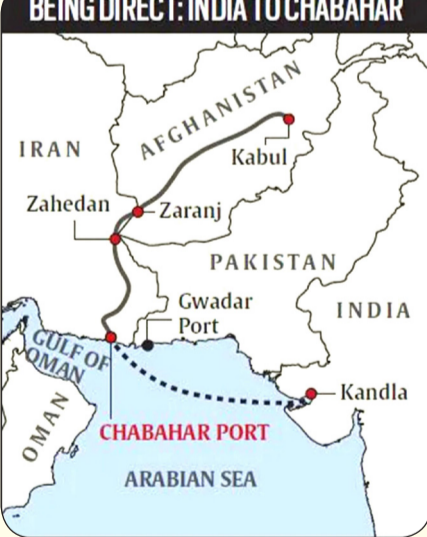 BEING DIRECT: INDIA TO CHABAHAR
AFGHANISTAN
IRAN
Kabul
Zahedan
Zaranj
PAKISTAN
Gwadar
Port
INDIA
GULF OF
OMAN
Kandla
OMAN
CHABAHAR PORT
ARABIAN SEA